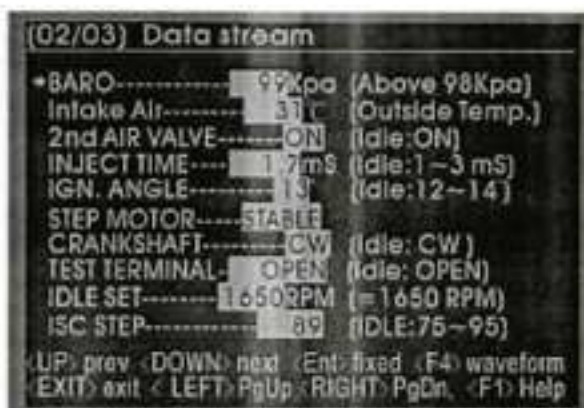 (02/03) Data stream
BARO------- 99Kpa (Above 98Kpa)
Intake Air-------- 31℃ (Outside Temp.)
2nd AIR VALVE------ON (Idle:ON)
INJECT TIME---- 1.7mS (Idle:1~3 mS)
IGN. ANGLE-------- 13° (Idle:12~14°)
STEP MOTOR----STABLE
CRANKSHAFT------CW (Idle: CW)
TEST TERMINAL-- OPEN (Idle: OPEN)
IDLE SET-------1650RPM (=1650 RPM)
ISC STEP--------- 89 (IDLE:75~95)
<UP> prev <DOWN> next <Ent> fixed <F4> waveform
<EXIT> exit < LEFT> PgUp <RIGHT> PgDn, <F1> Help